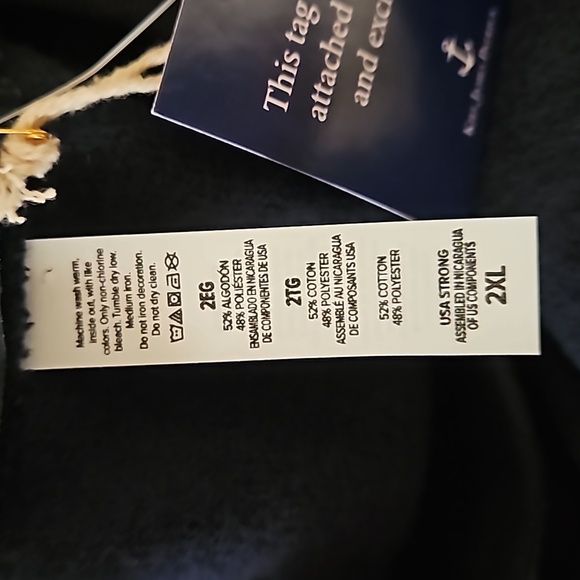 This tag
attached
and exc
2XL
USA STRONG
ASSEMBLED IN NICARAGUA
OF US COMPONENTS
52% COTTON
48% POLYESTER
2TG
52% COTON
48% POLYESTER
ASSEMBLÉ AU NICARAGUA
DE COMPOSANTS USA
2EG
52% ALGODÓN
48% POLIÉSTER
ENSAMBLADO EN NICARAGUA
DE COMPONENTES DE USA
Machine wash warm,
inside out, with like
colors. Only non-chlorine
bleach. Tumble dry low.
Medium iron.
Do not iron decoration.
Do not dry clean.